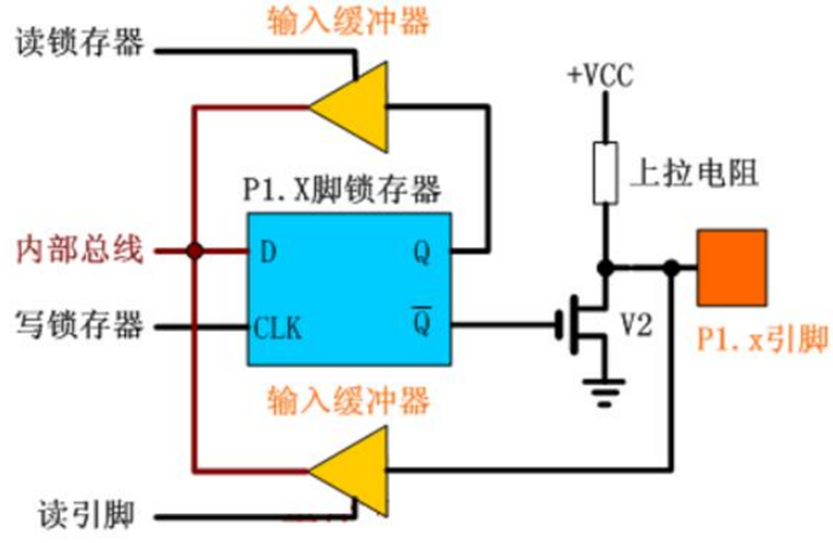 输入缓冲器
读锁存器
+VCC
上拉电阻
P1.X脚锁存器
内部总线
D
Q
写锁存器
CLK
Q̅
V2
P1.x引脚
输入缓冲器
读引脚